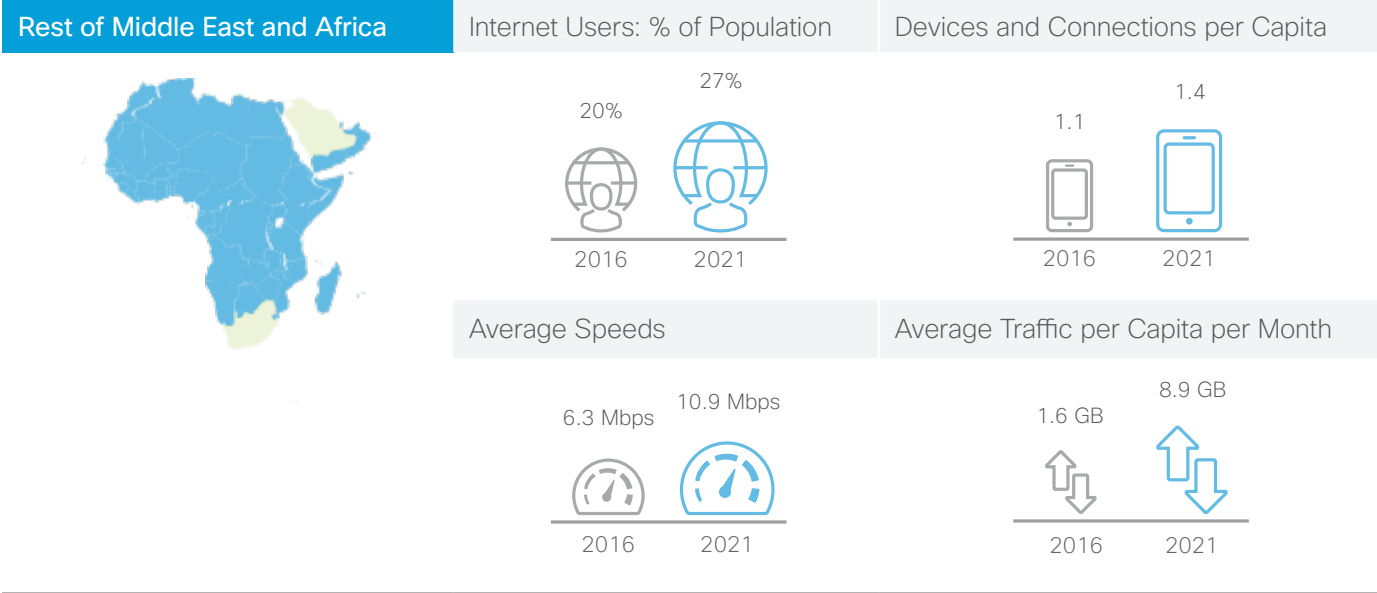 Rest of Middle East and Africa
Internet Users: % of Population
Devices and Connections per Capita
20%
27%
2016
2021
1.1
1.4
2016
2021
Average Speeds
Average Traffic per Capita per Month
6.3 Mbps
10.9 Mbps
2016
2021
1.6 GB
8.9 GB
2016
2021